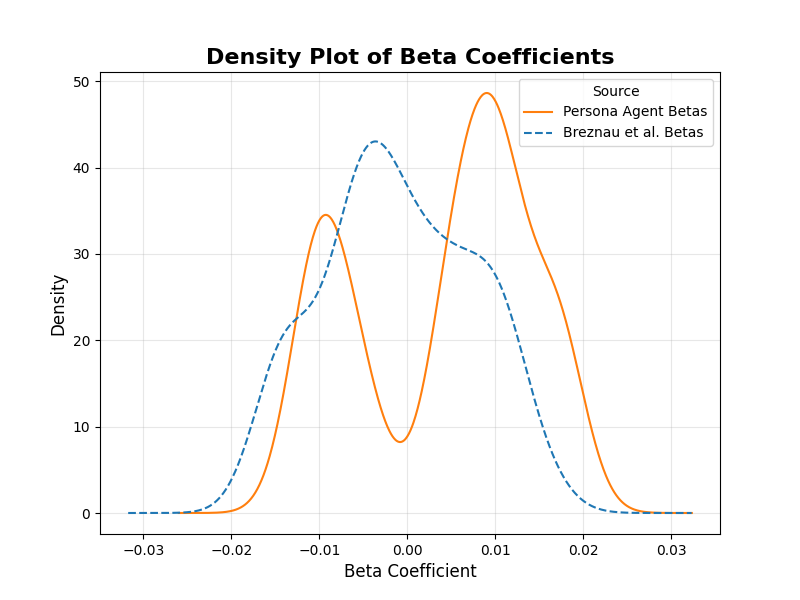 Density Plot of Beta Coefficients
Source
Persona Agent Betas
Breznau et al. Betas
Density
50
40
30
20
10
0
−0.03 −0.02 −0.01 0.00 0.01 0.02 0.03
Beta Coefficient